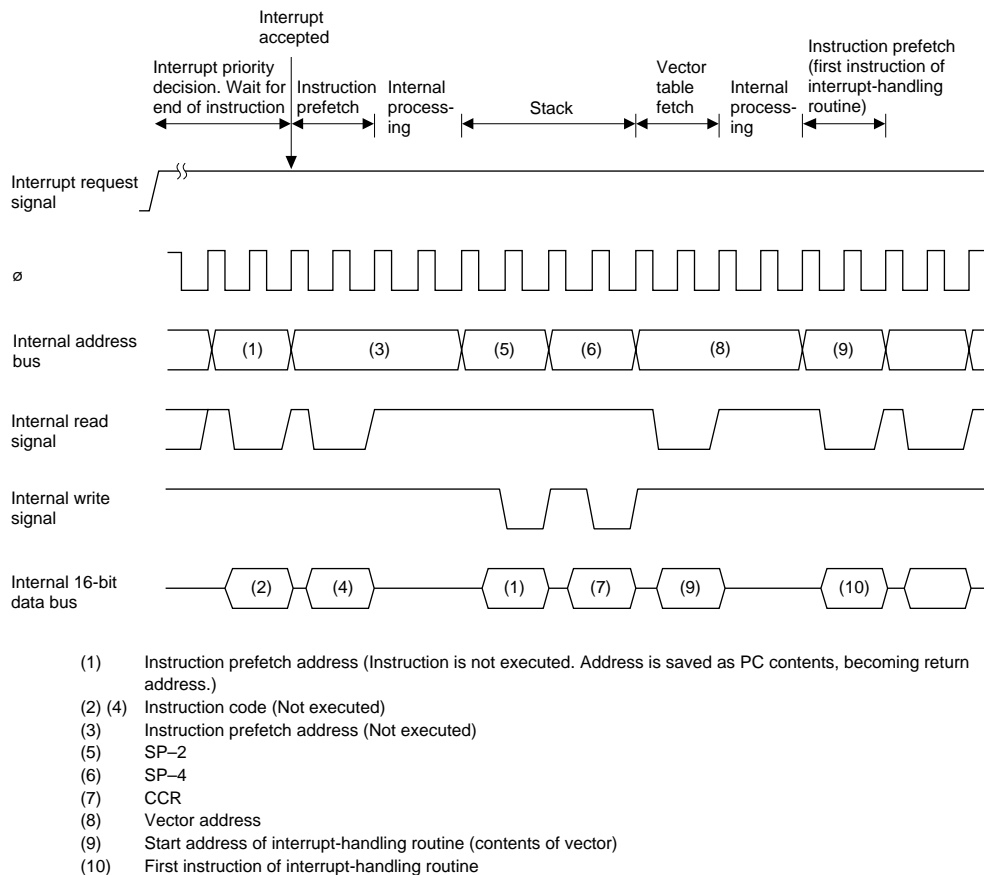 Interrupt
accepted
Interrupt priority
decision. Wait for
end of instruction
Instruction
prefetch
Internal
process-
ing
Stack
Vector
table
fetch
Internal
process-
ing
Instruction prefetch
(first instruction of
interrupt-handling
routine)
Interrupt request
signal
ø
Internal address
bus
(1)
(3)
(5)
(6)
(8)
(9)
Internal read
signal
Internal write
signal
Internal 16-bit
data bus
(2)
(4)
(1)
(7)
(9)
(10)
(1) Instruction prefetch address (Instruction is not executed. Address is saved as PC contents, becoming return
address.)
(2) (4) Instruction code (Not executed)
(3) Instruction prefetch address (Not executed)
(5) SP–2
(6) SP–4
(7) CCR
(8) Vector address
(9) Start address of interrupt-handling routine (contents of vector)
(10) First instruction of interrupt-handling routine